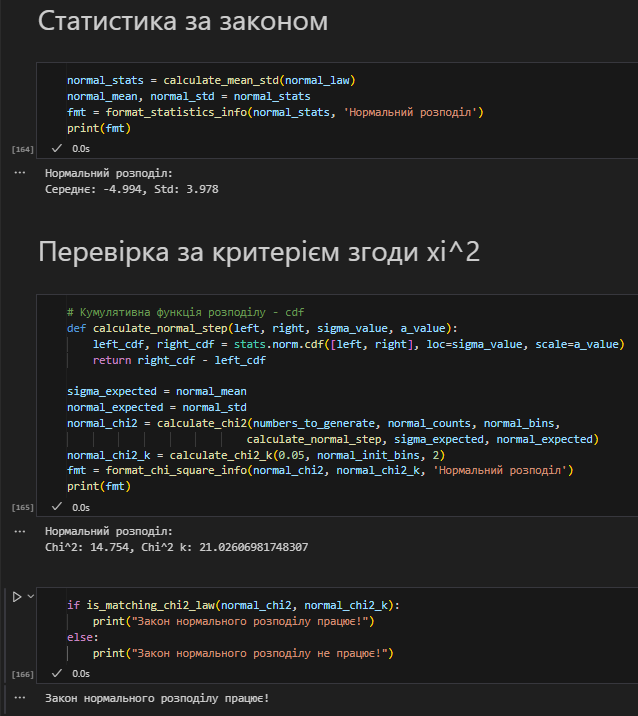 Статистика за законом
normal_stats = calculate_mean_std(normal_law)
normal_mean, normal_std = normal_stats
fmt = format_statistics_info(normal_stats, 'Нормальний розподіл')
print(fmt)
[164]
0.0s
Нормальний розподіл:
Середнє: -4.994, Std: 3.978
Перевірка за критерієм згоди xi^2
# Кумулятивна функція розподілу - cdf
def calculate_normal_step(left, right, sigma_value, a_value):
left_cdf, right_cdf = stats.norm.cdf([left, right], loc=sigma_value, scale=a_value)
return right_cdf - left_cdf
sigma_expected = normal_mean
normal_expected = normal_std
normal_chi2 = calculate_chi2(numbers_to_generate, normal_counts, normal_bins,
calculate_normal_step, sigma_expected, normal_expected)
normal_chi2_k = calculate_chi2_k(0.05, normal_init_bins, 2)
fmt = format_chi_square_info(normal_chi2, normal_chi2_k, 'Нормальний розподіл')
print(fmt)
[165]
0.0s
Нормальний розподіл:
Chi^2: 14.754, Chi^2 k: 21.02606981748307
if is_matching_chi2_law(normal_chi2, normal_chi2_k):
print("Закон нормального розподілу працює!")
else:
print("Закон нормального розподілу не працює!")
[166]
0.0s
Закон нормального розподілу працює!